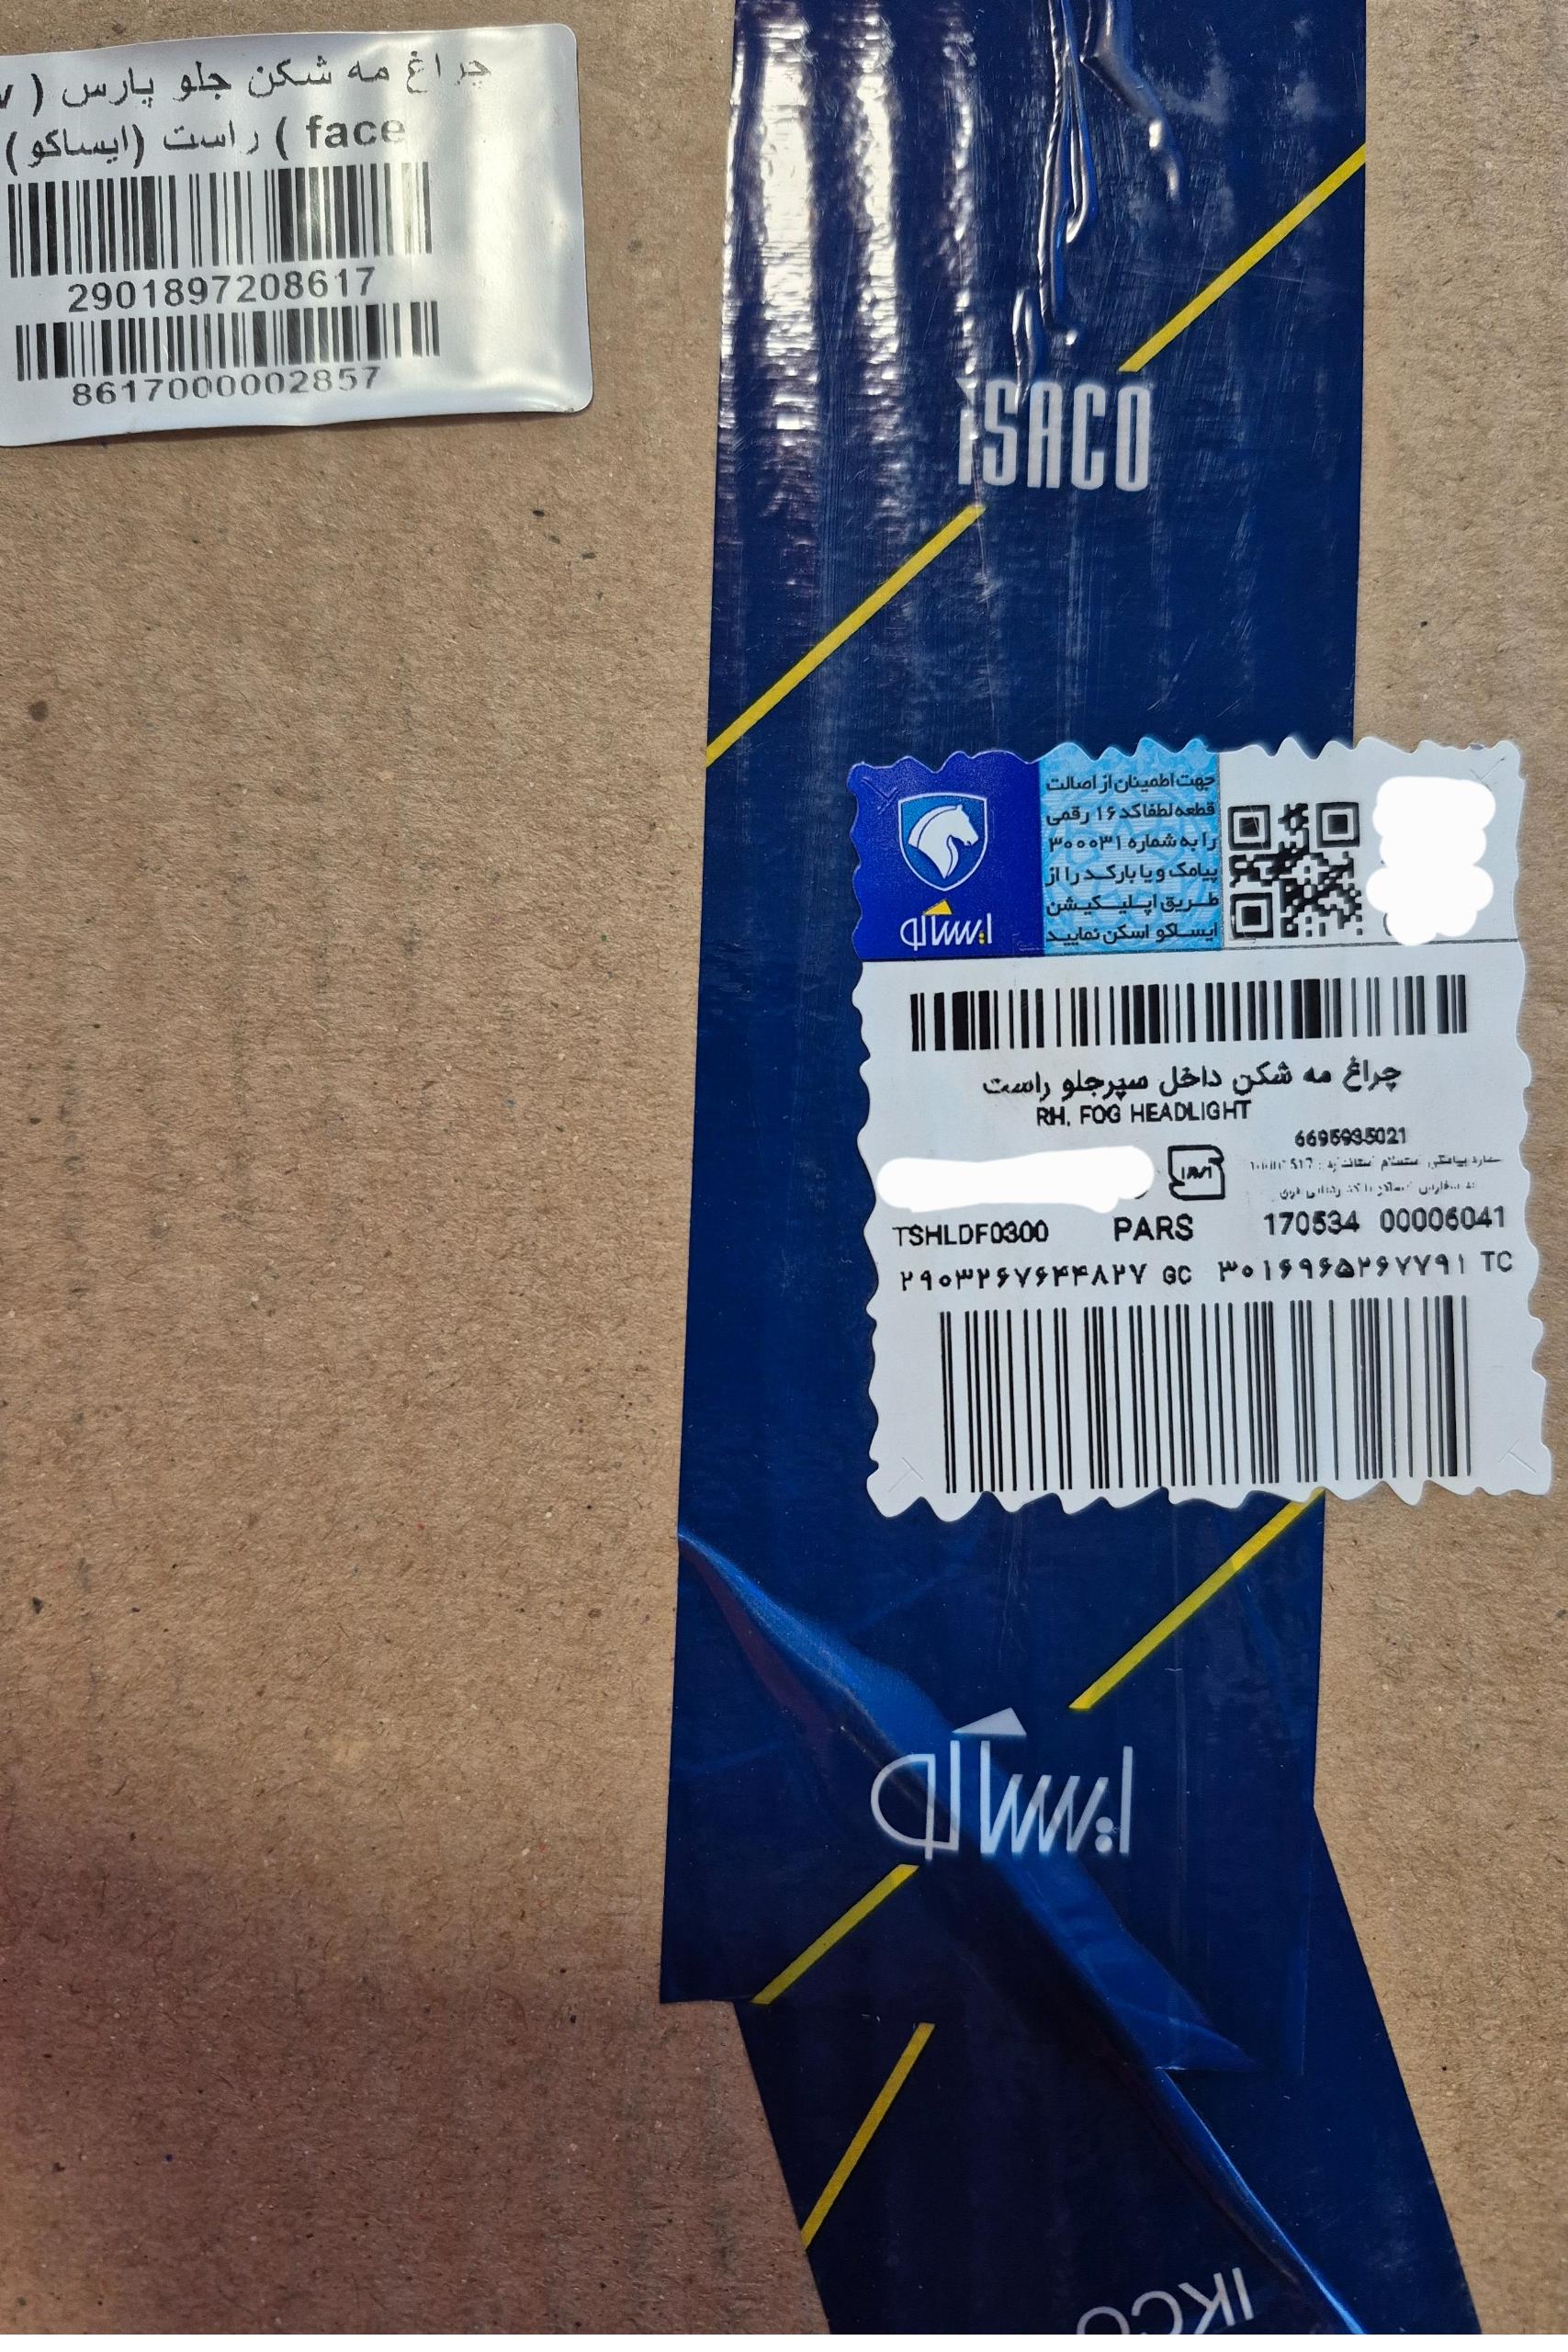 چراغ مه شکن جلو پارس (
face ) راست (ایساکو)
2901897208617
8617000002857
iSACO
ایساکو
جهت اطمینان از اصالت
قطعه لطفا کد ۱۶ رقمی
را به شماره ۳۰۰۰۳۱
پیامک و یا بارکد را از
طریق اپلیکیشن
ایساکو اسکن نمایید
چراغ مه شکن داخل سپرجلو راست
RH. FOG HEADLIGHT
6695935021
TSHLDF0300 PARS 170534 00006041
۲۹۰۳۲۶۷۶۴۴۸۲۷ GC ۳۰۱۶۹۶۵۲۶۷۷۹۱ TC
ایساکو
IKCO